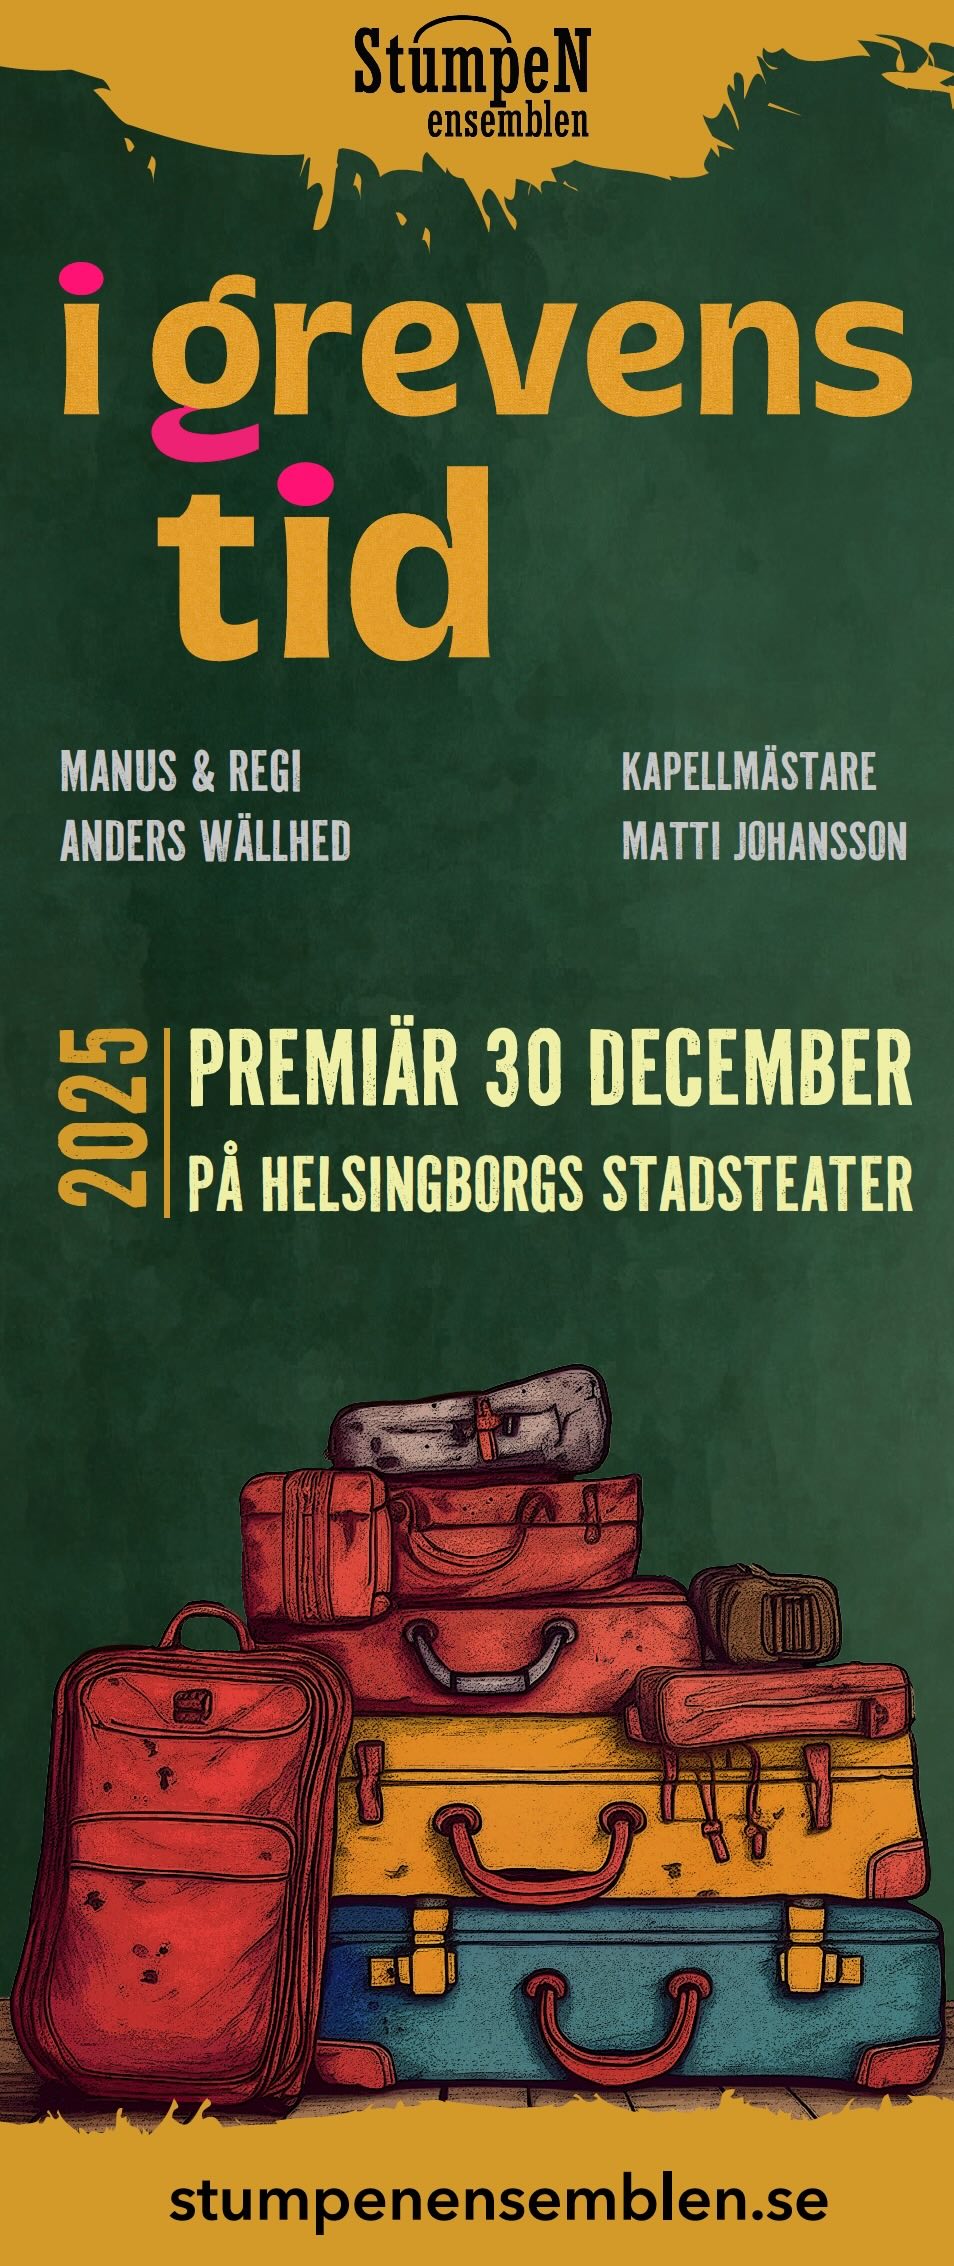 StumpeN
ensemblen
i grevens
tid
MANUS & REGI
ANDERS WÄLLHED
KAPELLMÄSTARE
MATTI JOHANSSON
2025
PREMIÄR 30 DECEMBER
PÅ HELSINGBORGS STADSTEATER
stumpenensemblen.se